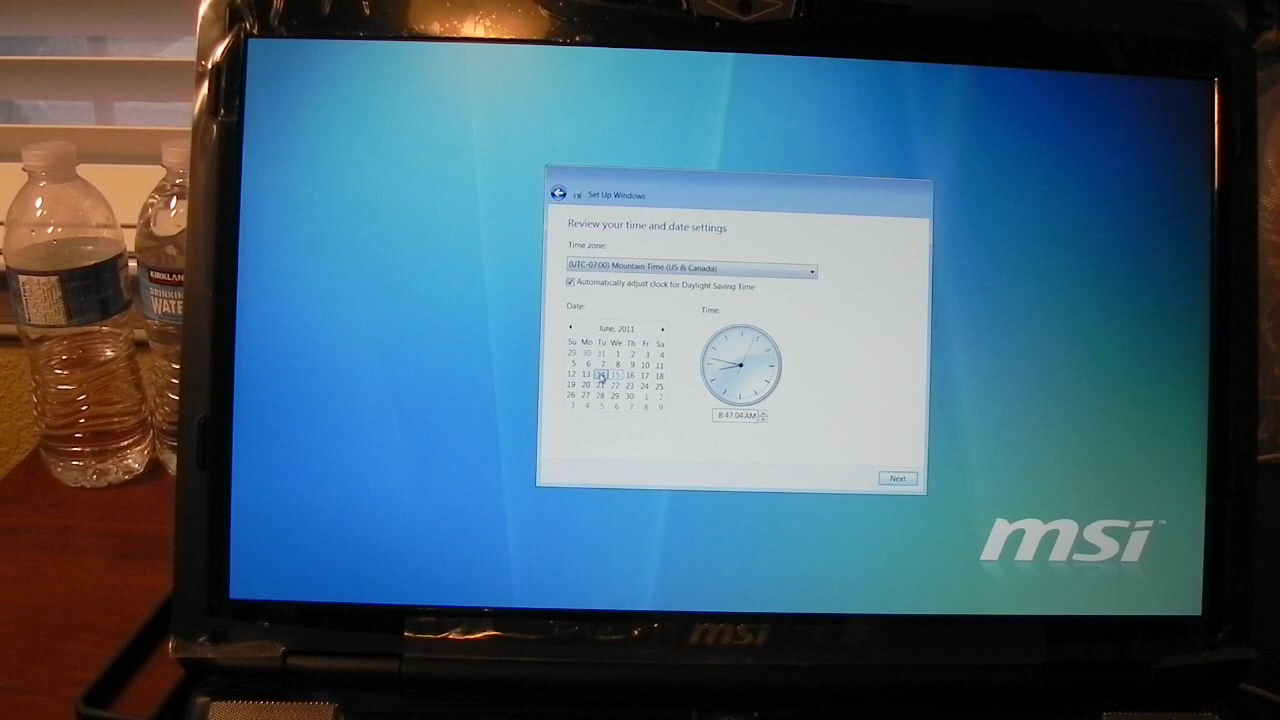 Set Up Windows
Review your time and date settings
Time zone:
(UTC-07:00) Mountain Time (US & Canada)
Automatically adjust clock for Daylight Saving Time
Date:
Time:
June, 2011
Su Mo Tu We Th Fr Sa
29 30 31 1 2 3 4
5 6 7 8 9 10 11
12 13 14 15 16 17 18
19 20 21 22 23 24 25
26 27 28 29 30 1 2
3 4 5 6 7 8 9
8:47:04 AM
Next
msi™
msi
KIRKLAN
DRINKIN
WATE